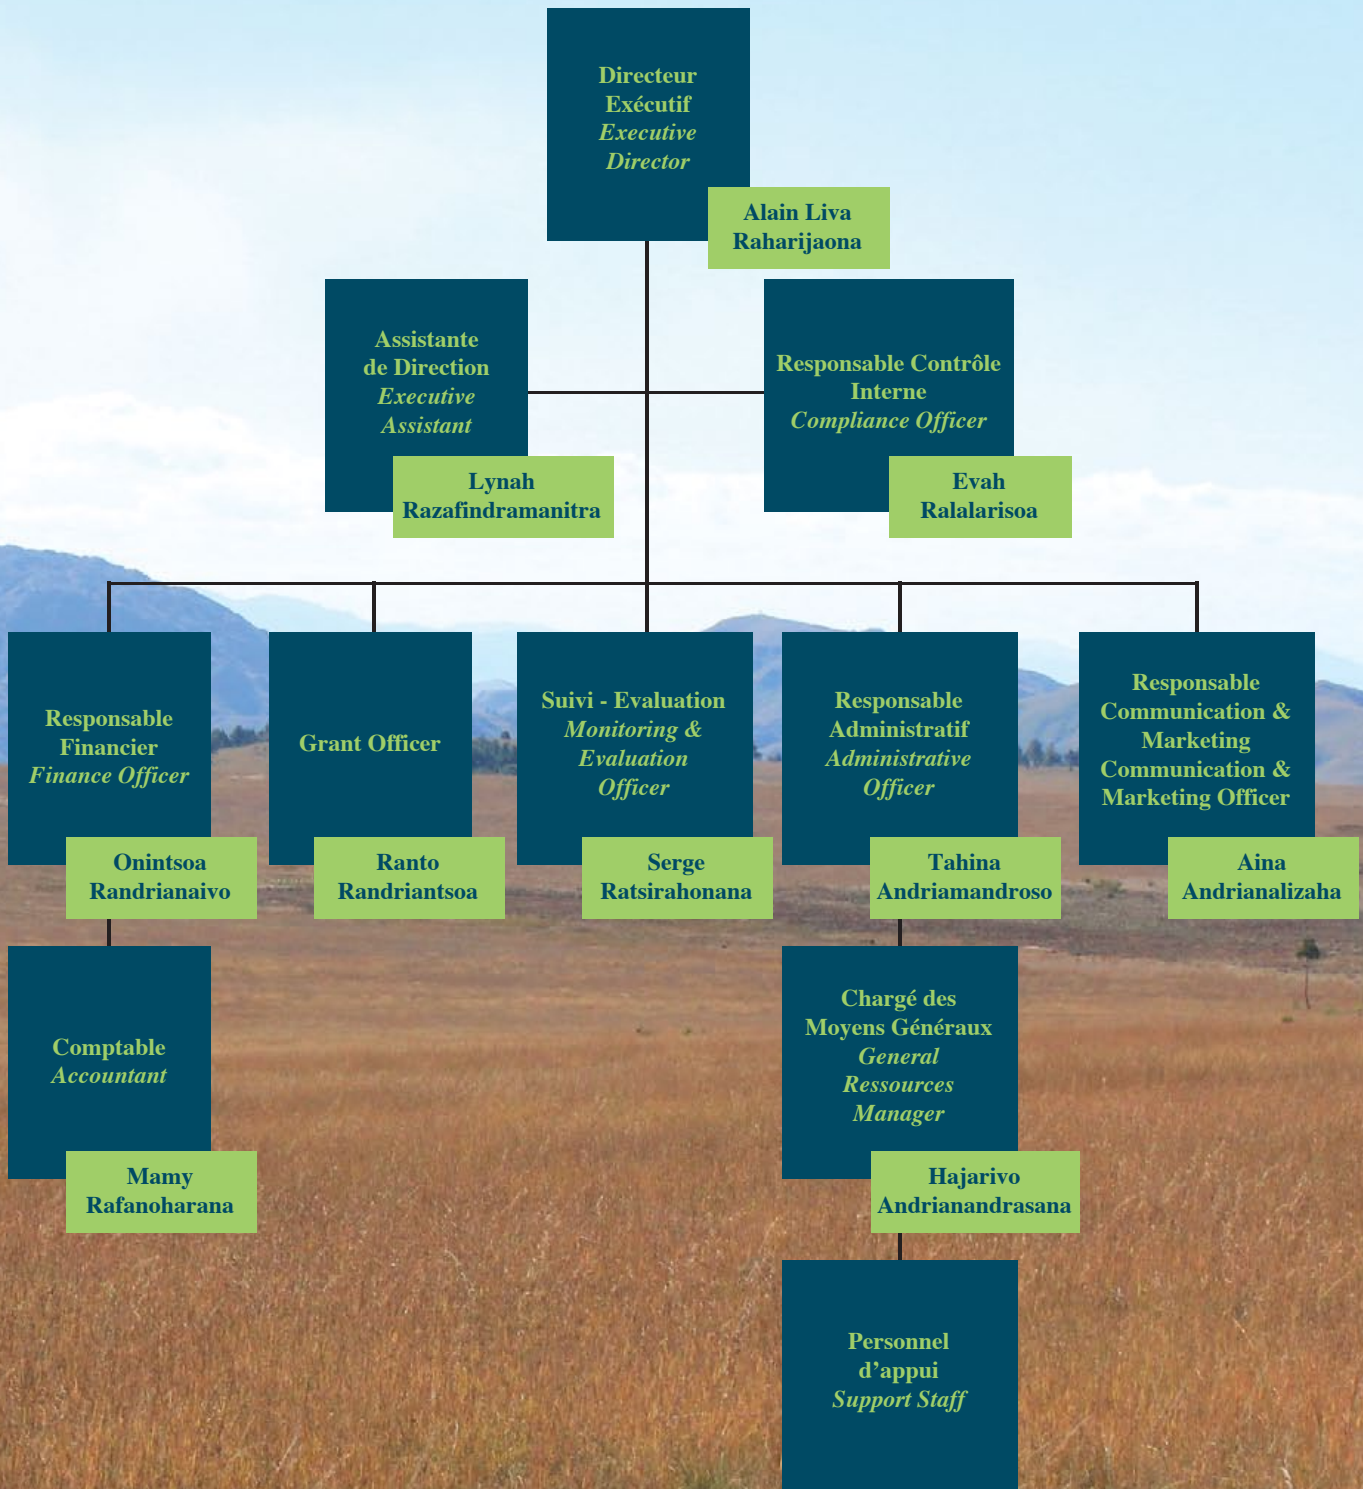 Directeur
Exécutif
Executive
Director
Alain Liva
Raharijaona
Assistante
de Direction
Executive
Assistant
Lynah
Razafindramanitra
Responsable Contrôle
Interne
Compliance Officer
Evah
Ralalarisoa
Responsable
Financier
Finance Officer
Onintsoa
Randrianaivo
Grant Officer
Ranto
Randriantsoa
Suivi - Evaluation
Monitoring &
Evaluation
Officer
Serge
Ratsirahonana
Responsable
Administratif
Administrative
Officer
Tahina
Andriamandroso
Responsable
Communication &
Marketing
Communication &
Marketing Officer
Aina
Andrianalizaha
Comptable
Accountant
Mamy
Rafanoharana
Chargé des
Moyens Généraux
General
Ressources
Manager
Hajarivo
Andrianandrasana
Personnel
d’appui
Support Staff